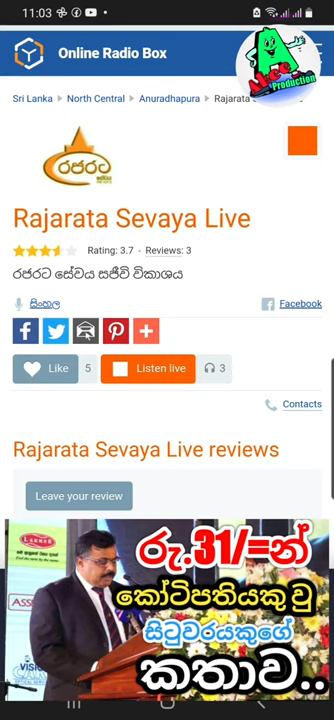 11:03
Online Radio Box
Sri Lanka
North Central
Anuradhapura
Rajarata
Production
රජරට
Rajarata Sevaya Live
Rating: 3.7 - Reviews: 3
රජරට සේවය සජීවි විකාශය
සිංහල
Facebook
Like
5
Listen live
3
Contacts
Rajarata Sevaya Live reviews
Leave your review
LANKEM
රු.31/=න්
කෝටිපතියකු වු
සිටුවරයකුගේ
කතාව..
VISION